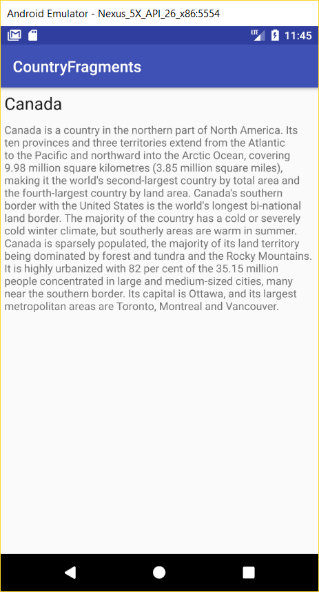 Android Emulator - Nexus_5X_API_26_x86:5554
LTE 11:45
CountryFragments
Canada
Canada is a country in the northern part of North America. Its
ten provinces and three territories extend from the Atlantic
to the Pacific and northward into the Arctic Ocean, covering
9.98 million square kilometres (3.85 million square miles),
making it the world's second-largest country by total area and
the fourth-largest country by land area. Canada's southern
border with the United States is the world's longest bi-national
land border. The majority of the country has a cold or severely
cold winter climate, but southerly areas are warm in summer.
Canada is sparsely populated, the majority of its land territory
being dominated by forest and tundra and the Rocky Mountains.
It is highly urbanized with 82 per cent of the 35.15 million
people concentrated in large and medium-sized cities, many
near the southern border. Its capital is Ottawa, and its largest
metropolitan areas are Toronto, Montreal and Vancouver.